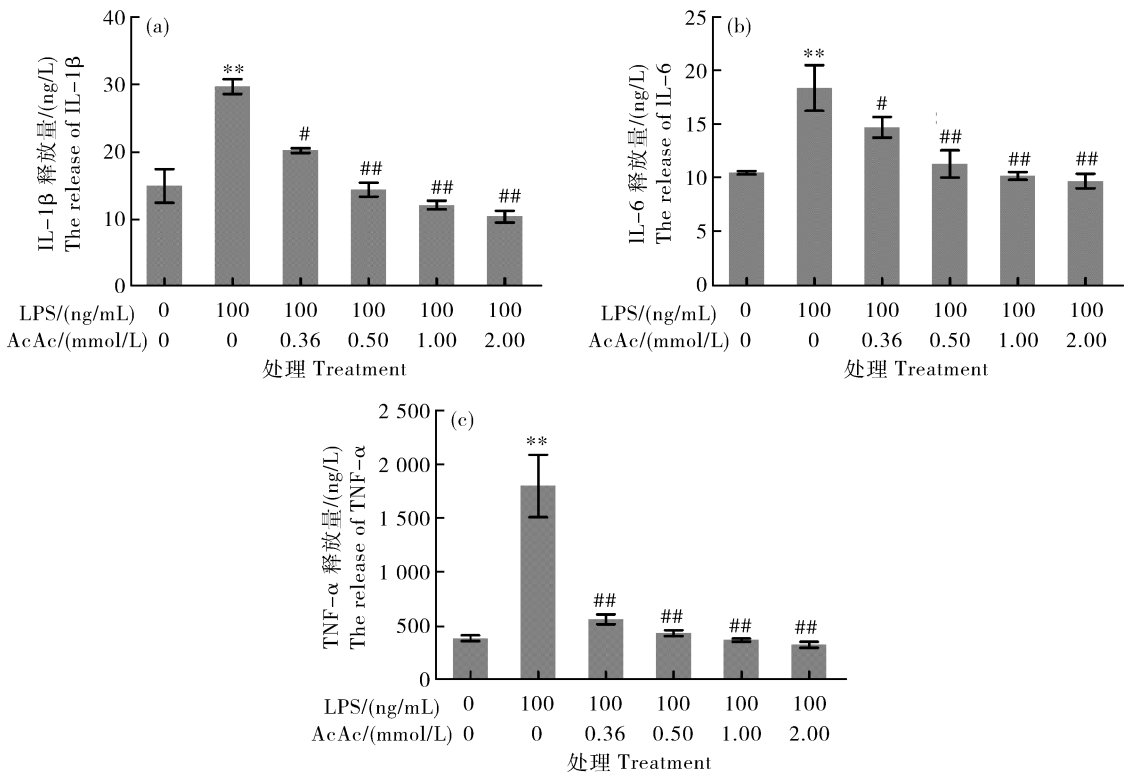 (a)
IL-1β 释放量/(ng/L)
The release of IL-1β
40
30
20
10
0
**
#
##
##
##
LPS/(ng/mL) 0 100 100 100 100 100
AcAc/(mmol/L) 0 0 0.36 0.50 1.00 2.00
处理 Treatment
(b)
IL-6 释放量/(ng/L)
The release of IL-6
25
20
15
10
5
0
**
#
##
##
##
LPS/(ng/mL) 0 100 100 100 100 100
AcAc/(mmol/L) 0 0 0.36 0.50 1.00 2.00
处理 Treatment
(c)
TNF-α 释放量/(ng/L)
The release of TNF-α
2 500
2 000
1 500
1 000
500
0
**
##
##
##
##
LPS/(ng/mL) 0 100 100 100 100 100
AcAc/(mmol/L) 0 0 0.36 0.50 1.00 2.00
处理 Treatment